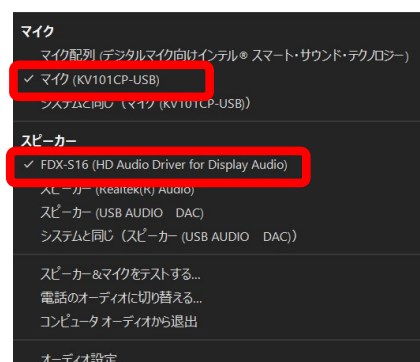 マイク
マイク配列 (デジタルマイク向けインテル® スマート・サウンド・テクノロジー)
✓ マイク (KV101CP-USB)
システムと同じ (マイク (KV101CP-USB))
スピーカー
✓ FDX-S16 (HD Audio Driver for Display Audio)
スピーカー (Realtek(R) Audio)
スピーカー (USB AUDIO DAC)
システムと同じ (スピーカー (USB AUDIO DAC))
スピーカー&マイクをテストする...
電話のオーディオに切り替える...
コンピュータ オーディオから退出
オーディオ設定